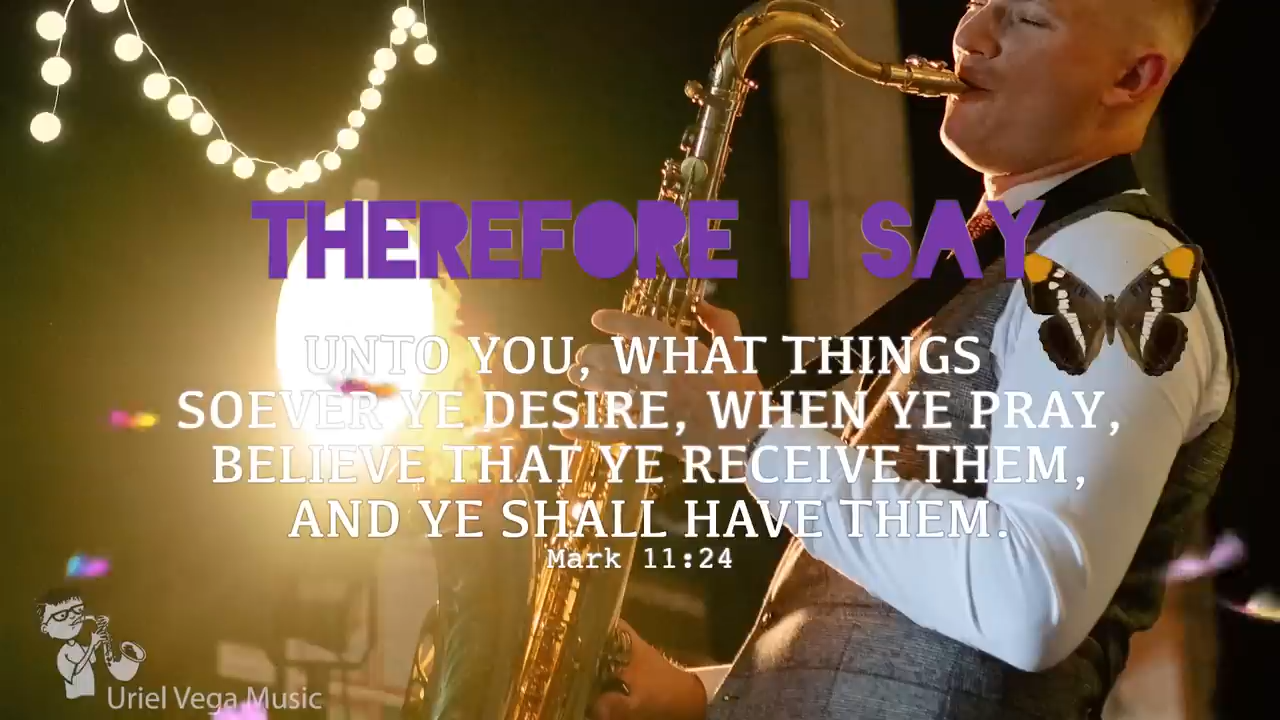 THEREFORE I SAY
UNTO YOU, WHAT THINGS
SOEVER YE DESIRE, WHEN YE PRAY,
BELIEVE THAT YE RECEIVE THEM,
AND YE SHALL HAVE THEM.
Mark 11:24
Uriel Vega Music